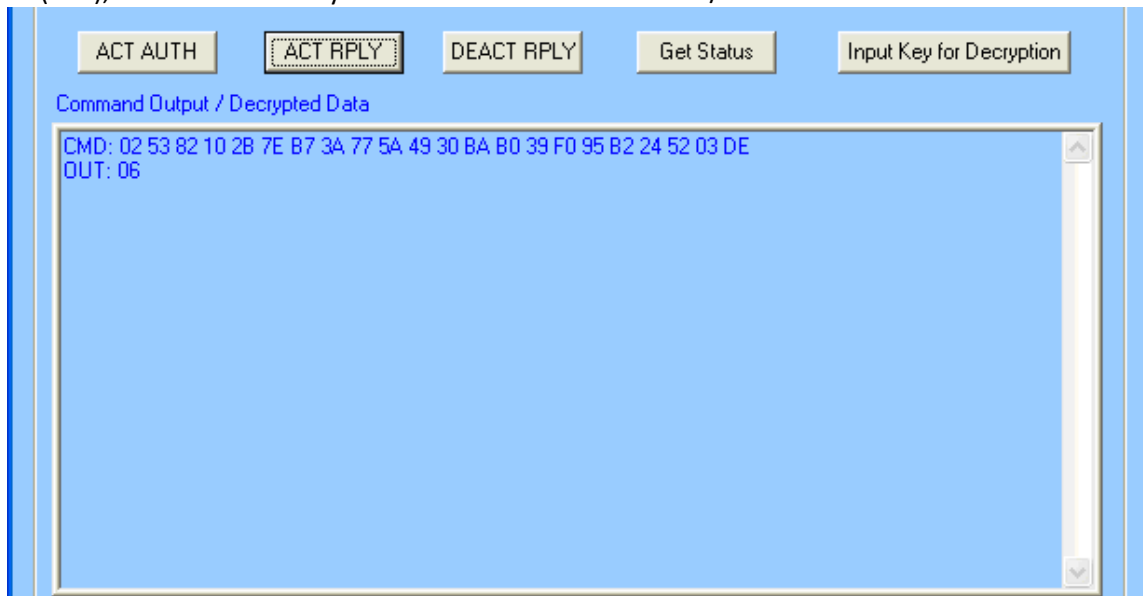 ACT AUTH ACT RPLY DEACT RPLY Get Status Input Key for Decryption
Command Output / Decrypted Data
CMD: 02 53 82 10 2B 7E B7 3A 77 5A 49 30 BA B0 39 F0 95 B2 24 52 03 DE
OUT: 06